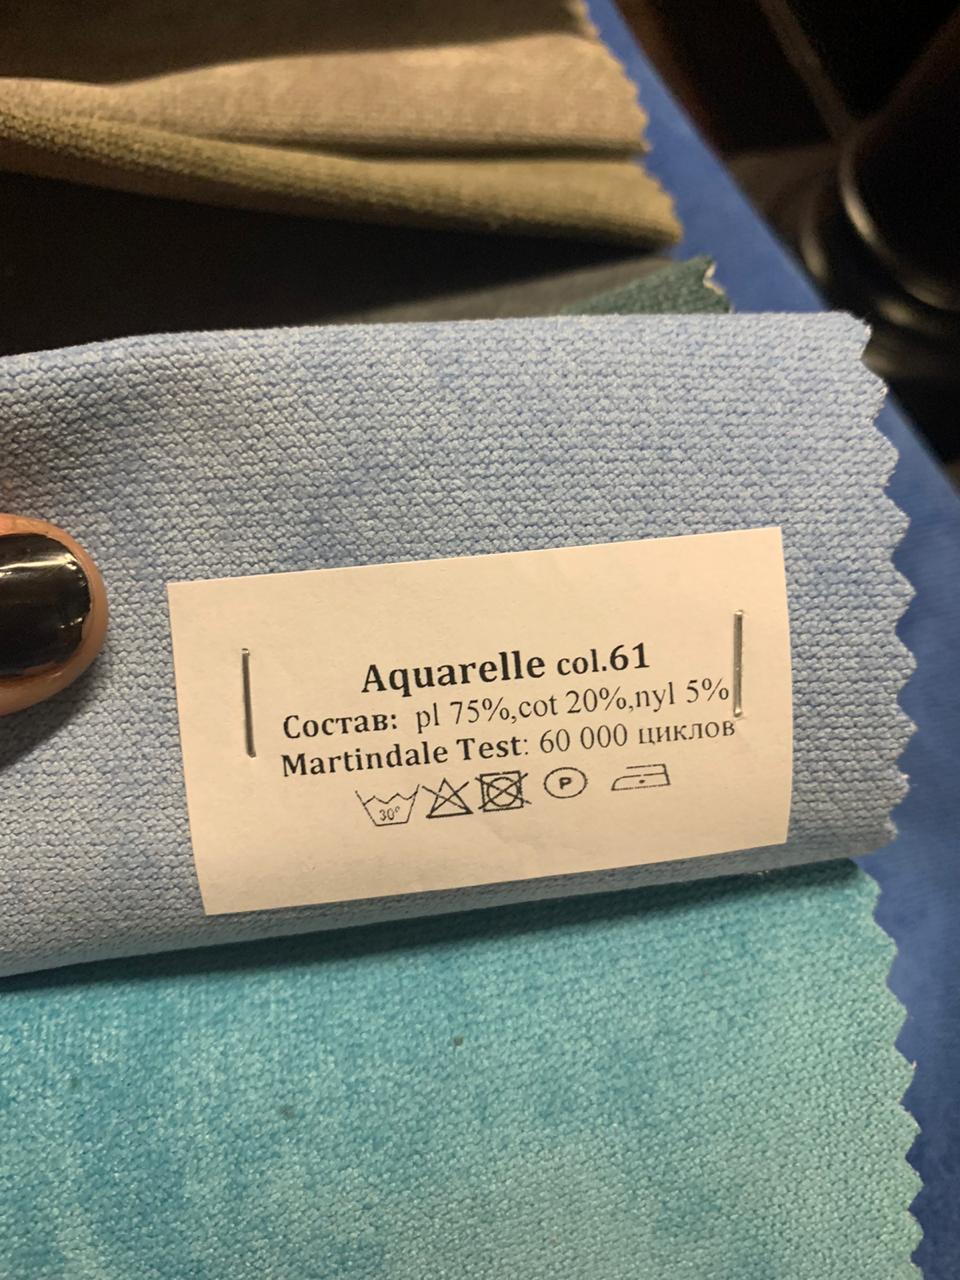 Aquarelle col.61
Состав: pl 75%,cot 20%,nyl 5%
Martindale Test: 60 000 циклов
30° P